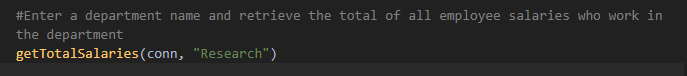 #Enter a department name and retrieve the total of all employee salaries who work in
the department
getTotalSalaries(conn, "Research")